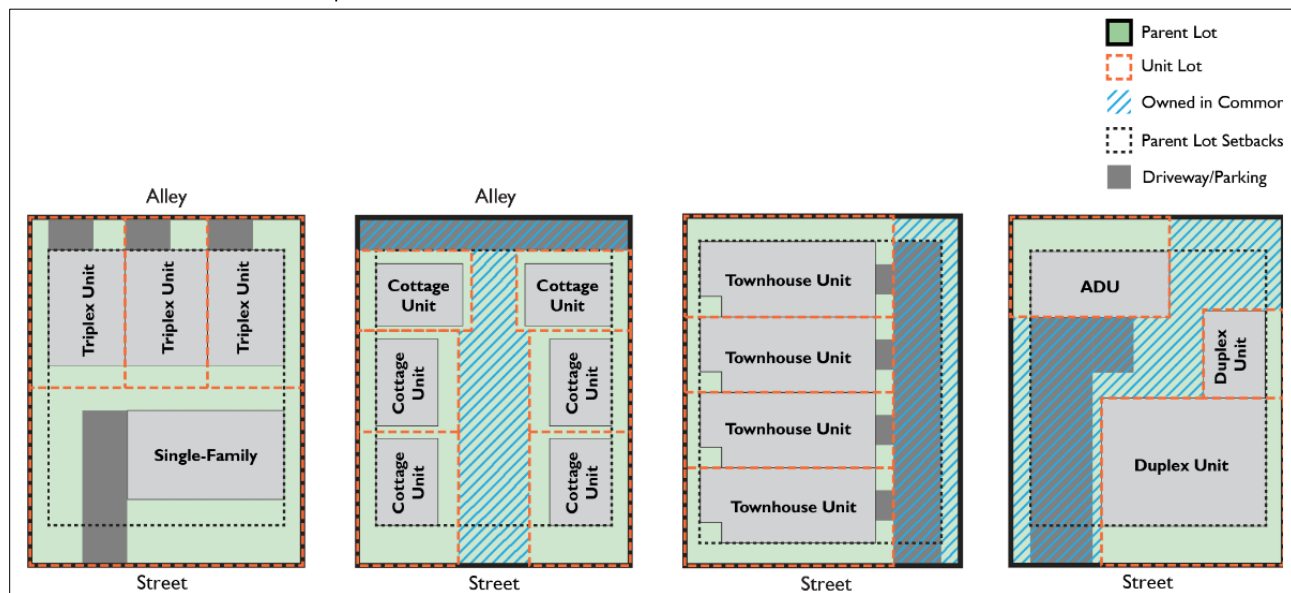 Parent Lot
Unit Lot
Owned in Common
Parent Lot Setbacks
Driveway/Parking
Alley
Triplex Unit
Triplex Unit
Triplex Unit
Single-Family
Street
Alley
Cottage
Unit
Cottage
Unit
Cottage
Unit
Cottage
Unit
Cottage
Unit
Cottage
Unit
Street
Townhouse Unit
Townhouse Unit
Townhouse Unit
Townhouse Unit
Street
ADU
Duplex
Unit
Duplex Unit
Street